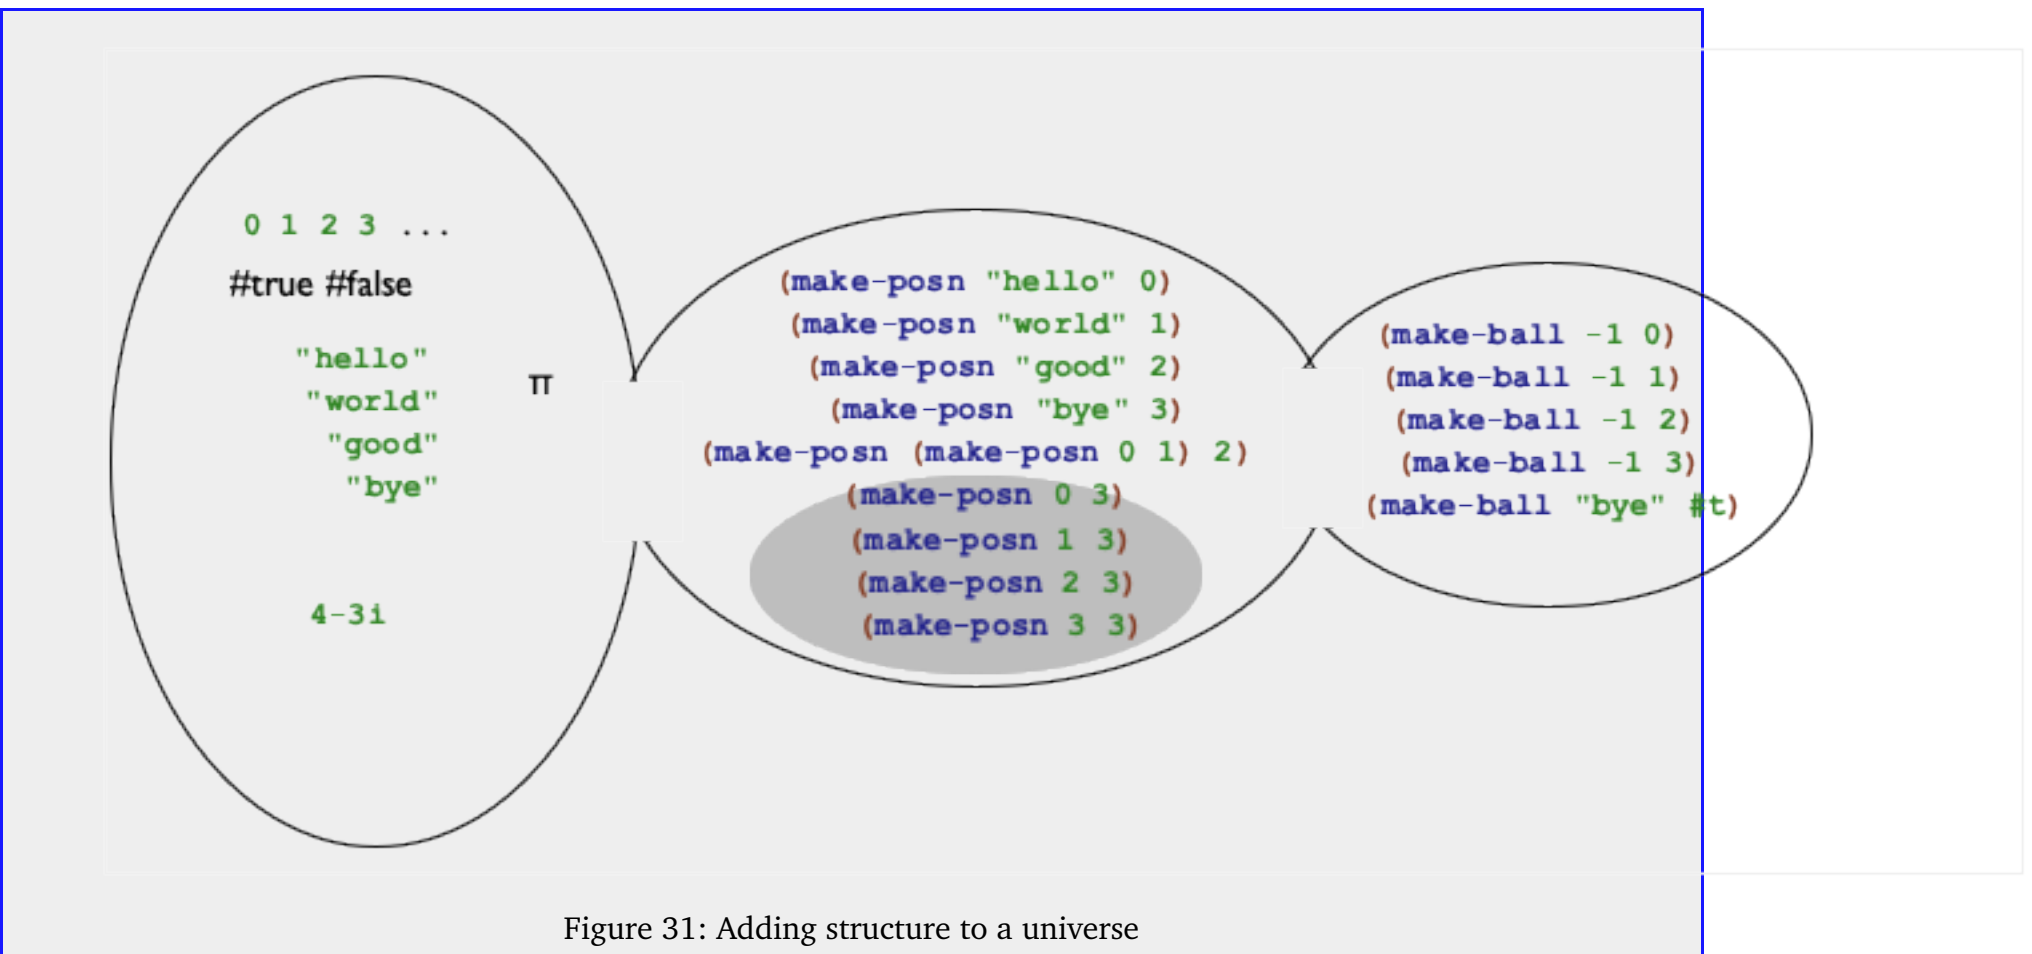 0 1 2 3 ...
#true #false
"hello"
"world"
"good"
"bye"
π
4-3i
(make-posn "hello" 0)
(make-posn "world" 1)
(make-posn "good" 2)
(make-posn "bye" 3)
(make-posn (make-posn 0 1) 2)
(make-posn 0 3)
(make-posn 1 3)
(make-posn 2 3)
(make-posn 3 3)
(make-ball -1 0)
(make-ball -1 1)
(make-ball -1 2)
(make-ball -1 3)
(make-ball "bye" #t)
Figure 31: Adding structure to a universe